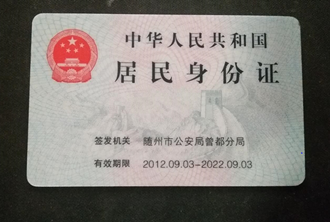 中华人民共和国
居民身份证
签发机关 随州市公安局曾都分局
有效期限 2012.09.03-2022.09.03